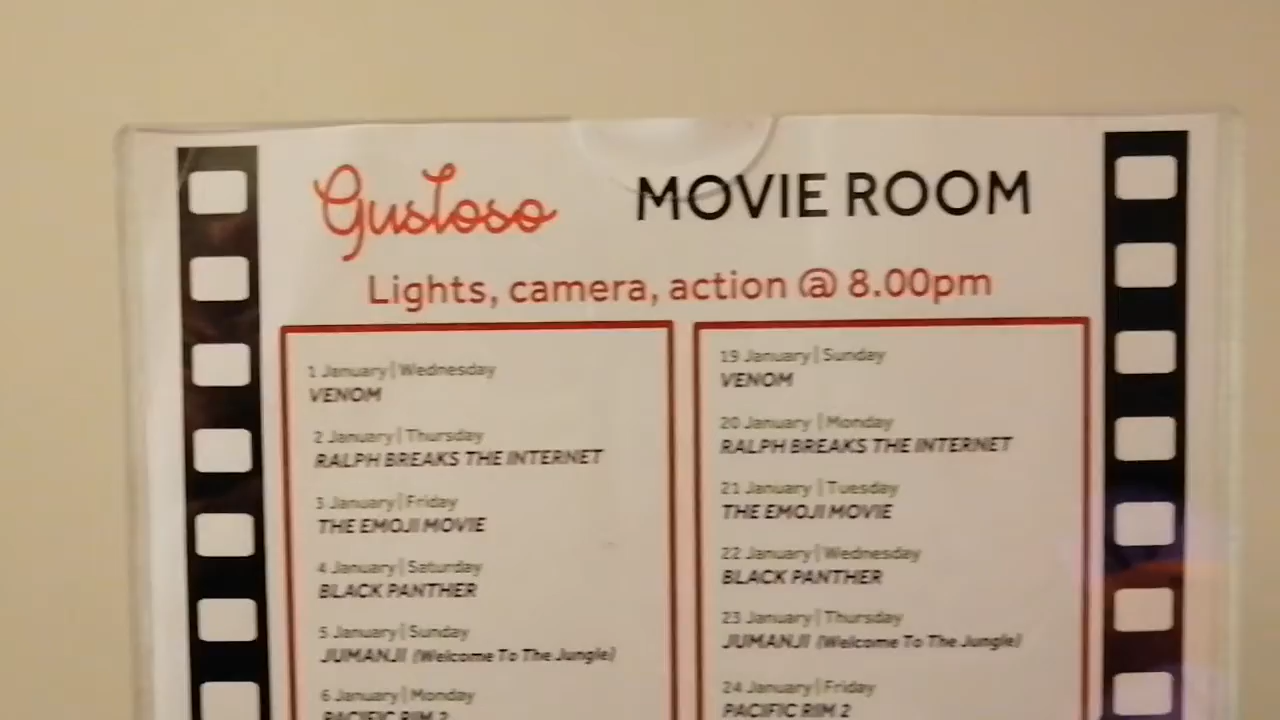 Gustoso MOVIE ROOM
Lights, camera, action @ 8.00pm
1 January | Wednesday
VENOM
2 January | Thursday
RALPH BREAKS THE INTERNET
3 January | Friday
THE EMOJI MOVIE
4 January | Saturday
BLACK PANTHER
5 January | Sunday
JUMANJI (Welcome To The Jungle)
6 January | Monday
PACIFIC RIM 2
19 January | Sunday
VENOM
20 January | Monday
RALPH BREAKS THE INTERNET
21 January | Tuesday
THE EMOJI MOVIE
22 January | Wednesday
BLACK PANTHER
23 January | Thursday
JUMANJI (Welcome To The Jungle)
24 January | Friday
PACIFIC RIM 2